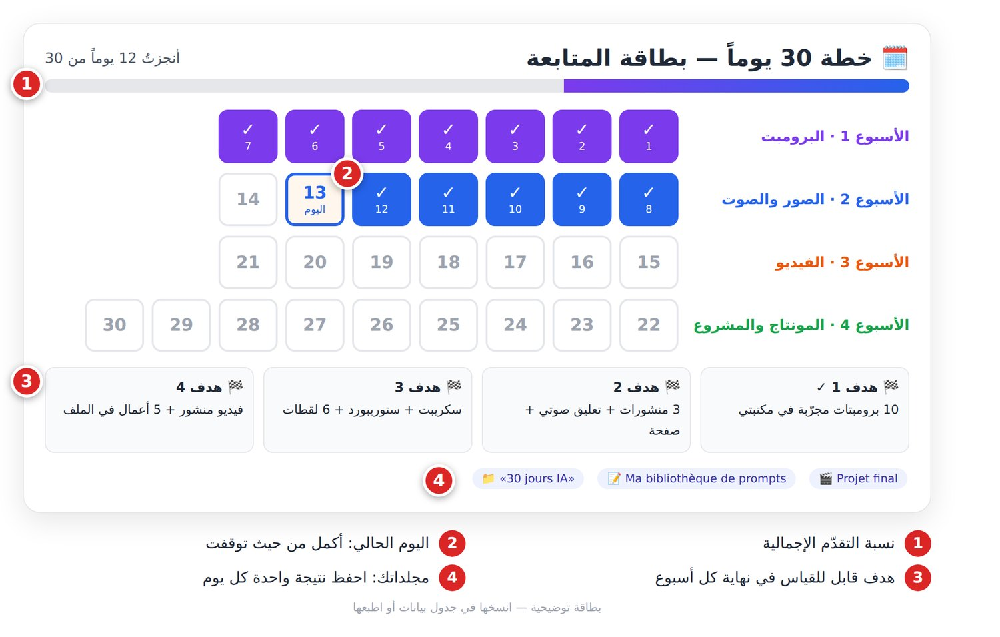 🗓️ خطة 30 يوماً — بطاقة المتابعة
أنجزتُ 12 يوماً من 30
1
الأسبوع 1 · البرومبت
✓ ✓ ✓ ✓ ✓ ✓ ✓
1 2 3 4 5 6 7
2
الأسبوع 2 · الصور والصوت
✓ ✓ ✓ ✓ ✓ 13 14
8 9 10 11 12 اليوم
الأسبوع 3 · الفيديو
15 16 17 18 19 20 21
الأسبوع 4 · المونتاج والمشروع
22 23 24 25 26 27 28 29 30
3
🏁 هدف 1 ✓
10 برومبتات مجرّبة في مكتبتي
🏁 هدف 2
3 منشورات + تعليق صوتي +
صفحة
🏁 هدف 3
سكريبت + ستوريبورد + 6 لقطات
🏁 هدف 4
فيديو منشور + 5 أعمال في الملف
🎬 Projet final
📝 Ma bibliothèque de prompts
📁 «30 jours IA»
4
1 نسبة التقدّم الإجمالية
2 اليوم الحالي: أكمل من حيث توقفت
3 هدف قابل للقياس في نهاية كل أسبوع
4 مجلداتك: احفظ نتيجة واحدة كل يوم
بطاقة توضيحية — انسخها في جدول بيانات أو اطبعها